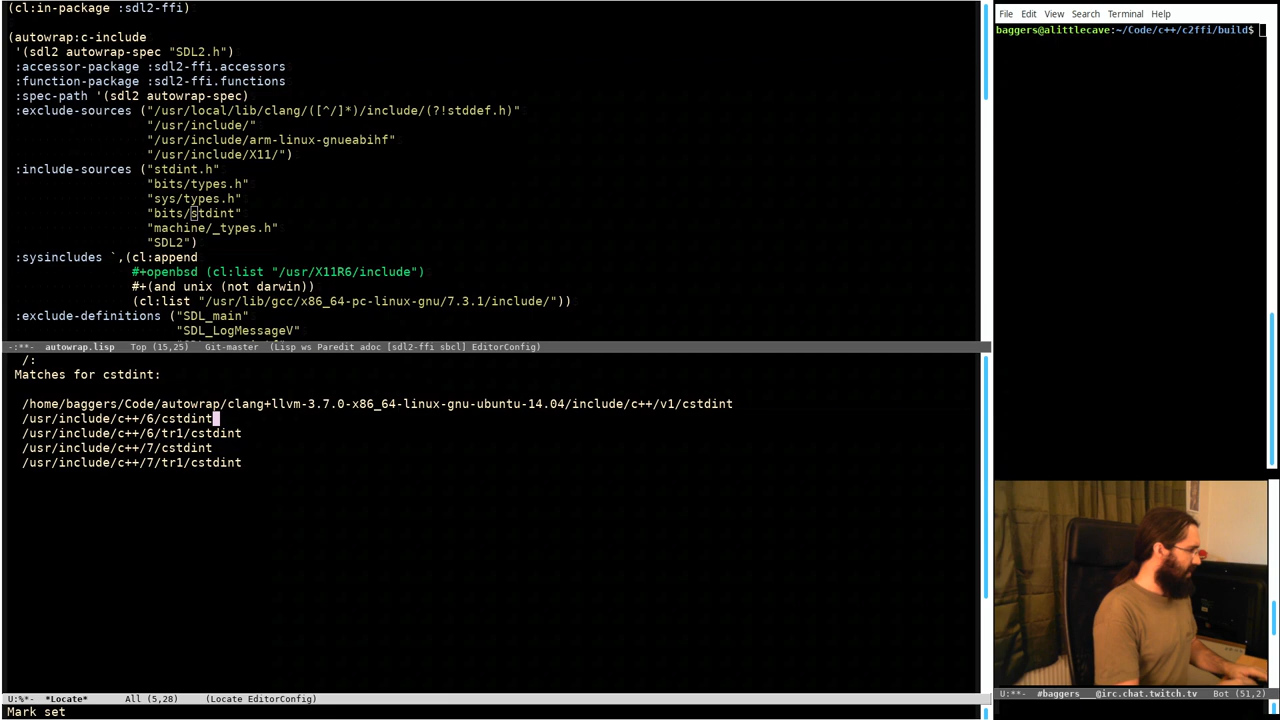 (cl:in-package :sdl2-ffi)
(autowrap:c-include
'(sdl2 autowrap-spec "SDL2.h")
:accessor-package :sdl2-ffi.accessors
:function-package :sdl2-ffi.functions
:spec-path '(sdl2 autowrap-spec)
:exclude-sources ("/usr/local/lib/clang/([^/]*)/include/(?!stddef.h)"
"/usr/include/"
"/usr/include/arm-linux-gnueabihf"
"/usr/include/X11/")
:include-sources ("stdint.h"
"bits/types.h"
"sys/types.h"
"bits/stdint"
"machine/_types.h"
"SDL2")
:sysincludes `,(cl:append
#+openbsd (cl:list "/usr/X11R6/include")
#+(and unix (not darwin))
(cl:list "/usr/lib/gcc/x86_64-pc-linux-gnu/7.3.1/include/"))
:exclude-definitions ("SDL_main"
"SDL_LogMessageV"
-:**-  autowrap.lisp   Top (15,25)   Git-master  (Lisp ws Paredit adoc [sdl2-ffi sbcl] EditorConfig)
/:
Matches for cstdint:
/home/baggers/Code/autowrap/clang+llvm-3.7.0-x86_64-linux-gnu-ubuntu-14.04/include/c++/v1/cstdint
/usr/include/c++/6/cstdint
/usr/include/c++/6/tr1/cstdint
/usr/include/c++/7/cstdint
/usr/include/c++/7/tr1/cstdint
U:%*-  *Locate*     All (5,28)     (Locate EditorConfig)
Mark set
File Edit View Search Terminal Help
baggers@alittlecave:~/Code/c++/c2ffi/build$
U:**-  #baggers___@irc.chat.twitch.tv   Bot (51,2)